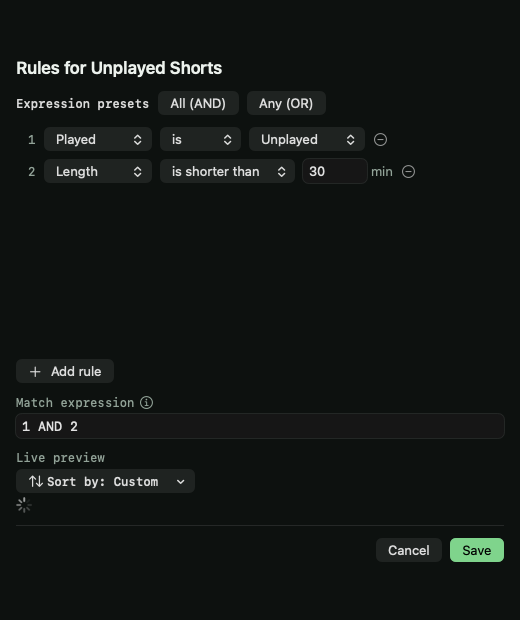 Rules for Unplayed Shorts
Expression presets All (AND) Any (OR)
1 Played is Unplayed
2 Length is shorter than 30 min
+ Add rule
Match expression
1 AND 2
Live preview
Sort by: Custom
Cancel Save